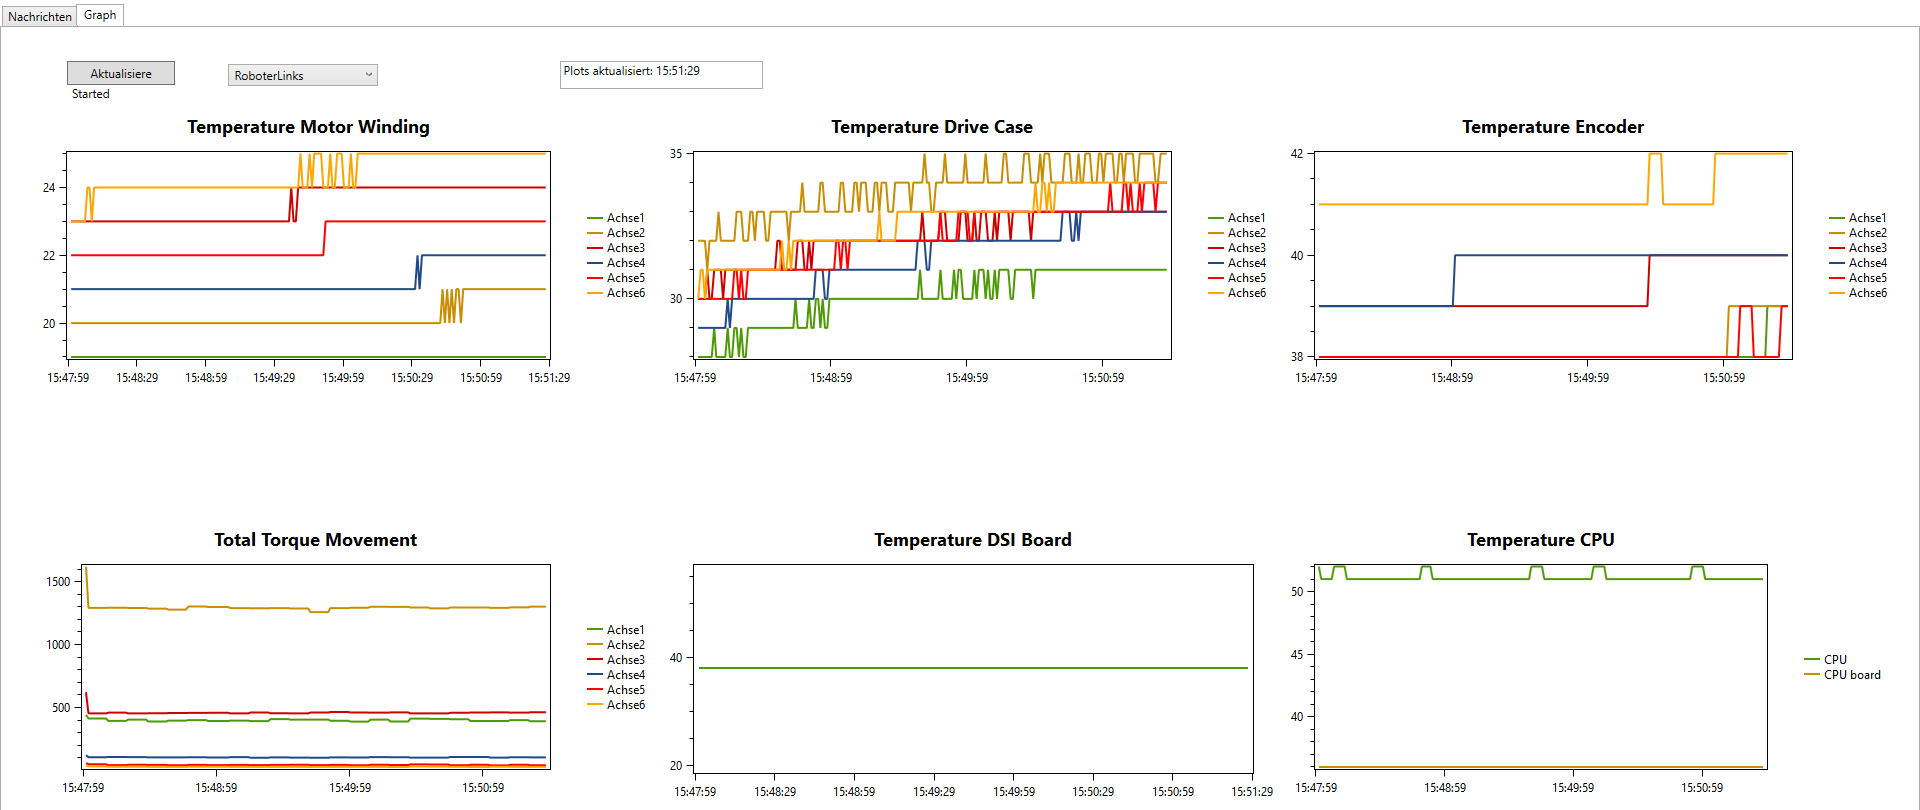 Nachrichten Graph
Aktualisiere RoboterLinks Plots aktualisiert: 15:51:29
Started
Temperature Motor Winding
24
22
20
15:47:59 15:48:29 15:48:59 15:49:29 15:49:59 15:50:29 15:50:59 15:51:29
Achse1
Achse2
Achse3
Achse4
Achse5
Achse6
Temperature Drive Case
35
30
15:47:59 15:48:59 15:49:59 15:50:59
Achse1
Achse2
Achse3
Achse4
Achse5
Achse6
Temperature Encoder
42
40
38
15:47:59 15:48:59 15:49:59 15:50:59
Achse1
Achse2
Achse3
Achse4
Achse5
Achse6
Total Torque Movement
1500
1000
500
15:47:59 15:48:59 15:49:59 15:50:59
Achse1
Achse2
Achse3
Achse4
Achse5
Achse6
Temperature DSI Board
40
20
15:47:59 15:48:29 15:48:59 15:49:29 15:49:59 15:50:29 15:50:59 15:51:29
Temperature CPU
50
45
40
15:47:59 15:48:59 15:49:59 15:50:59
CPU
CPU board